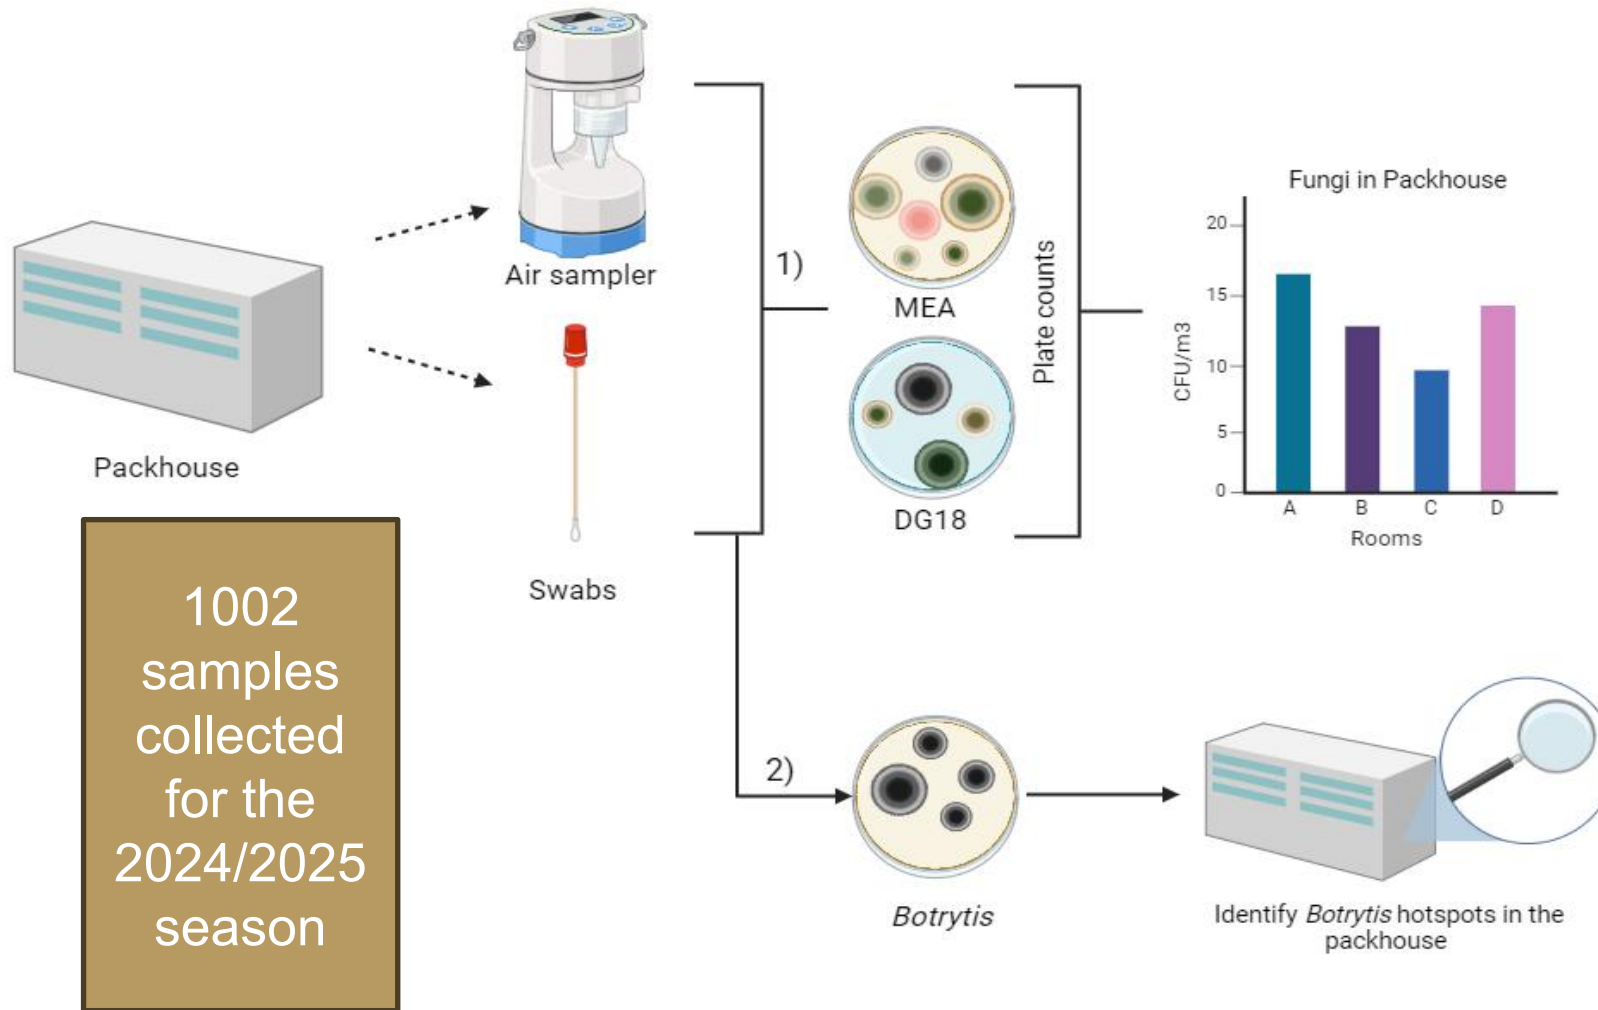 Air sampler
Packhouse
Swabs
1002
samples
collected
for the
2024/2025
season
1)
MEA
DG18
Plate counts
Fungi in Packhouse
CFU/m3
20
15
10
5
0
A B C D
Rooms
2)
Botrytis
Identify Botrytis hotspots in the
packhouse